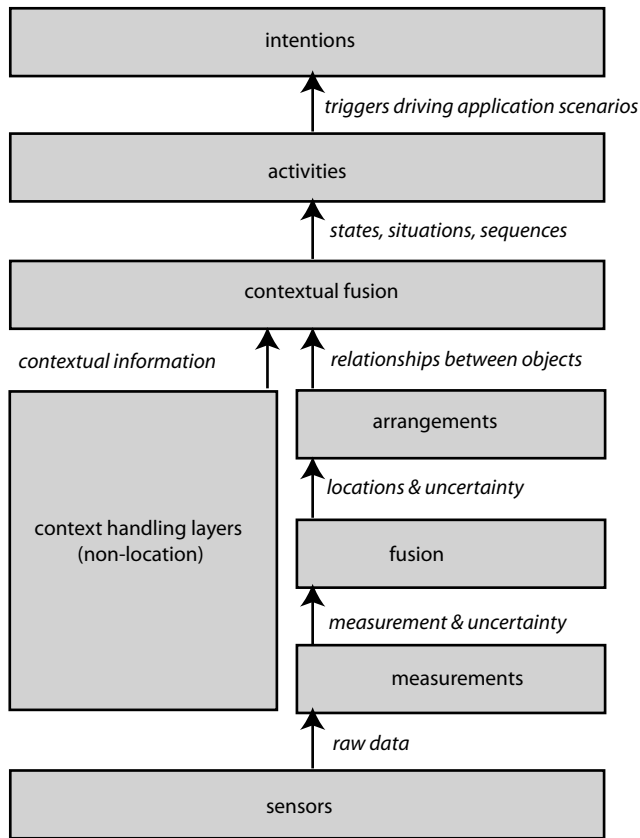 intentions
triggers driving application scenarios
activities
states, situations, sequences
contextual fusion
contextual information
relationships between objects
arrangements
locations & uncertainty
context handling layers
(non-location)
fusion
measurement & uncertainty
measurements
raw data
sensors